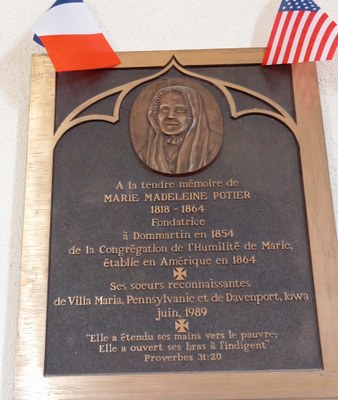 A la tendre mémoire de
MARIE MADELEINE POTIER
1818 - 1864
Fondatrice
à Dommartin en 1854
de la Congrégation de l'Humilité de Marie,
établie en Amérique en 1864
Ses soeurs reconnaissantes
de Villa Maria, Pennsylvanie et de Davenport, Iowa
juin, 1989
"Elle a étendu ses mains vers le pauvre;
Elle a ouvert ses bras à l'indigent"
Proverbes 31:20